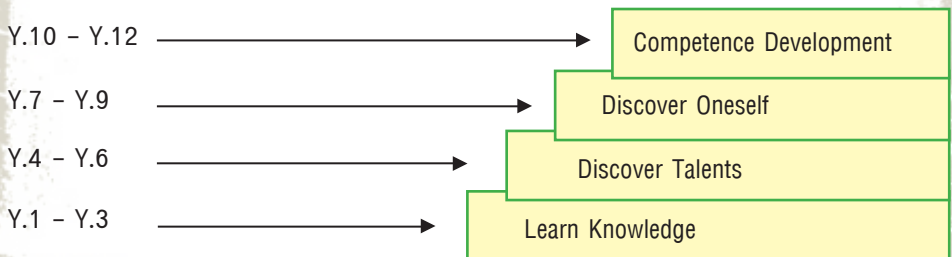 Y.10 – Y.12 Competence Development
Y.7 – Y.9 Discover Oneself
Y.4 – Y.6 Discover Talents
Y.1 – Y.3 Learn Knowledge